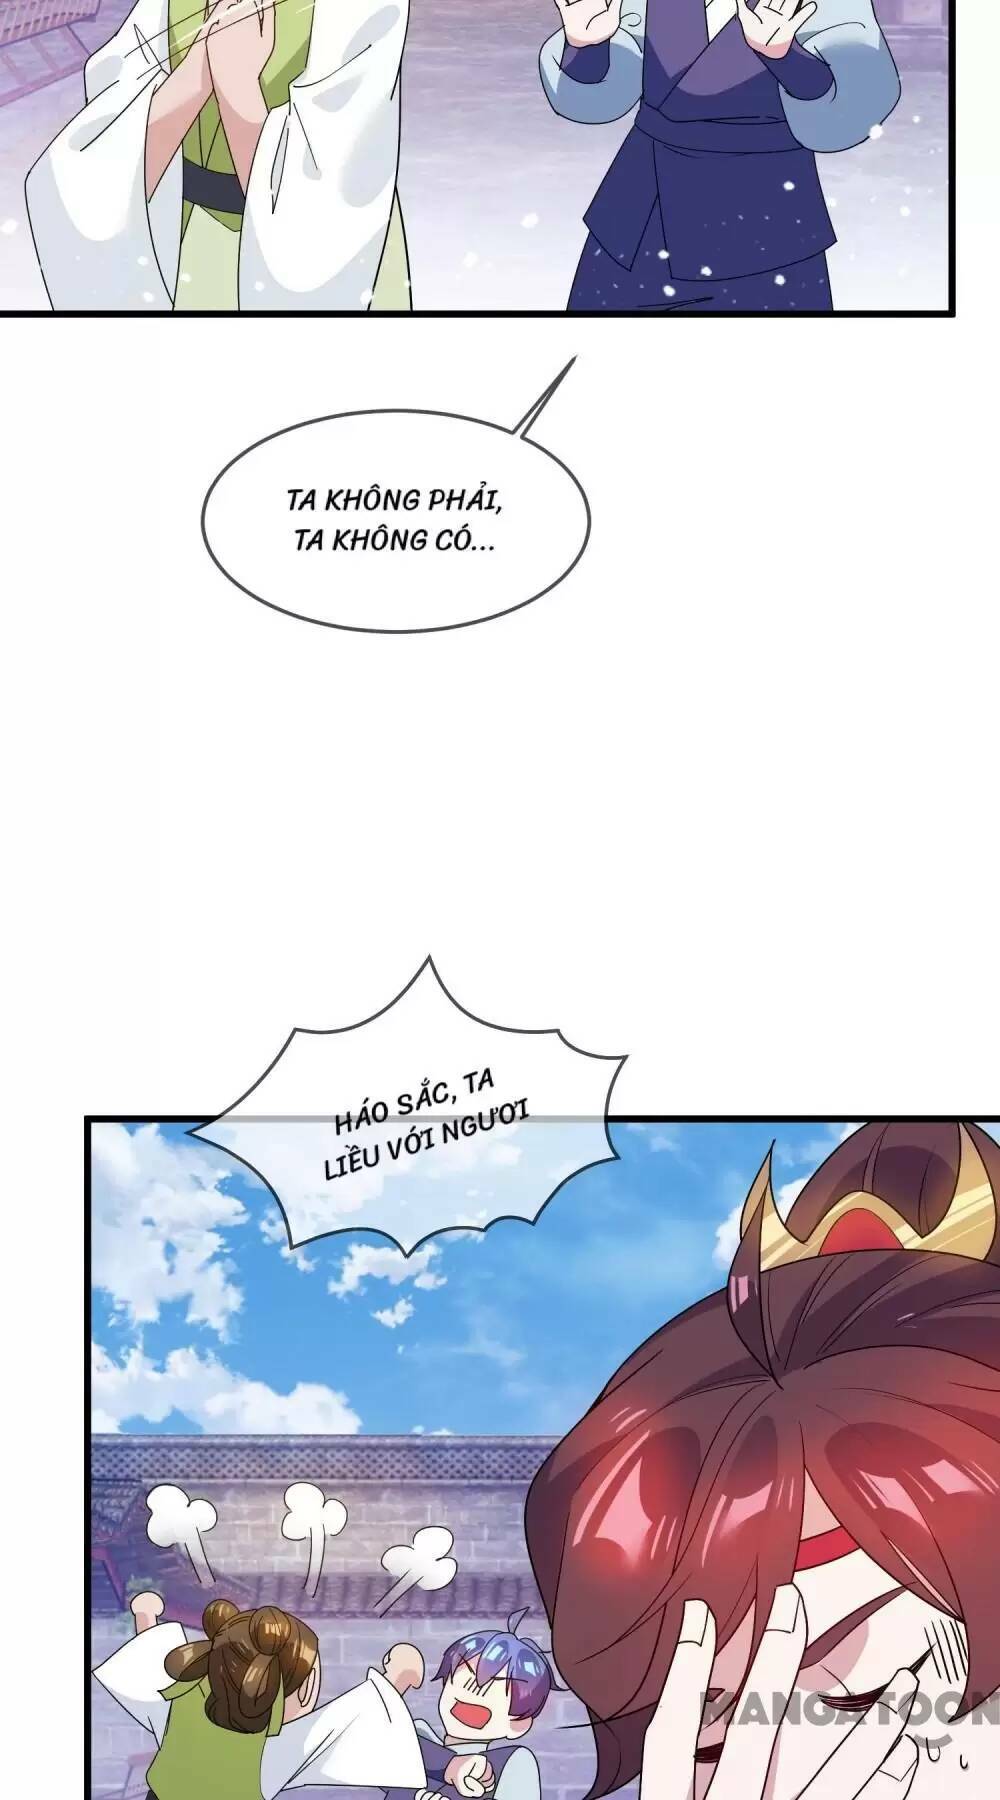 TA KHÔNG PHẢI,
TA KHÔNG CÓ...
HÁO SẮC, TA
LIỀU VỚI NGƯƠI
MANGATOON